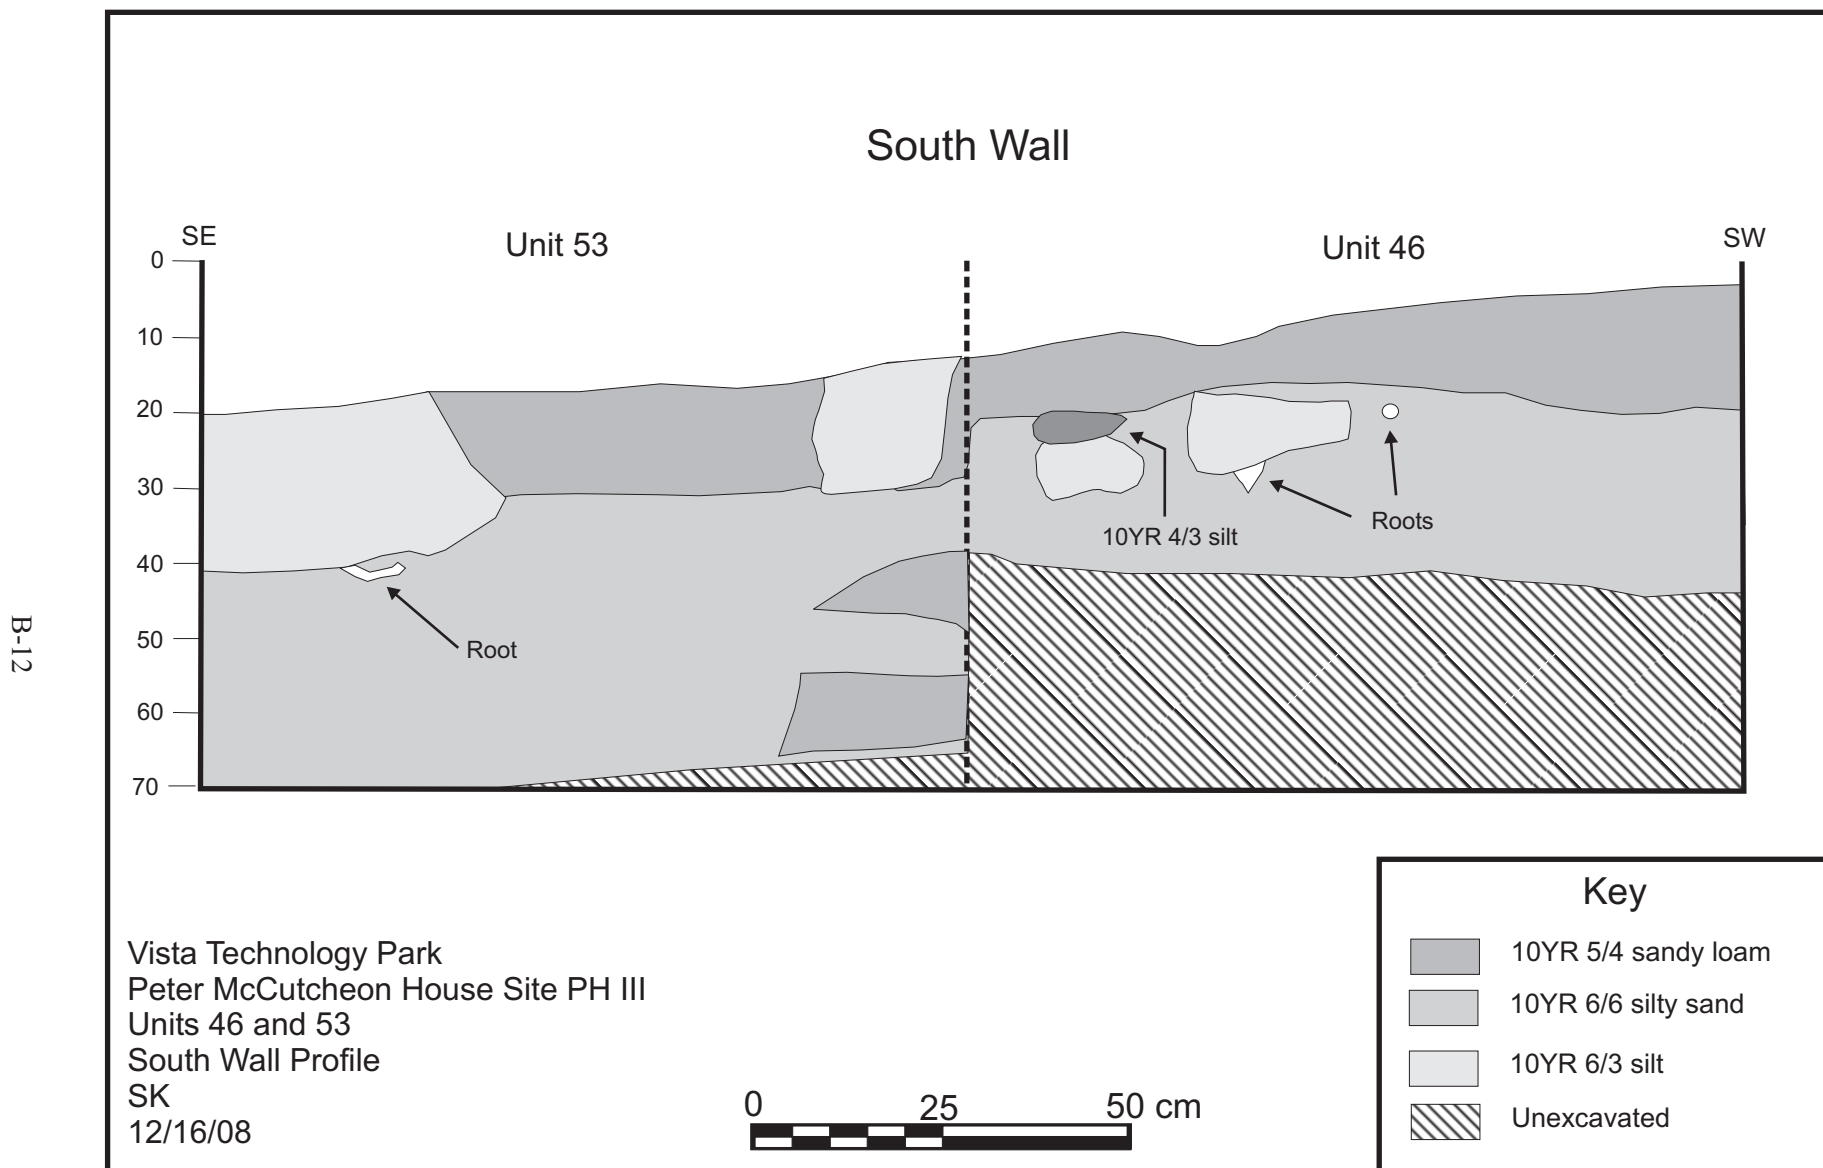 South Wall
SE
Unit 53
Unit 46
SW
0
10
20
30
40
50
60
70
10YR 4/3 silt
Roots
Root
B-12
Vista Technology Park
Peter McCutcheon House Site PH III
Units 46 and 53
South Wall Profile
SK
12/16/08
0 25 50 cm
Key
10YR 5/4 sandy loam
10YR 6/6 silty sand
10YR 6/3 silt
Unexcavated